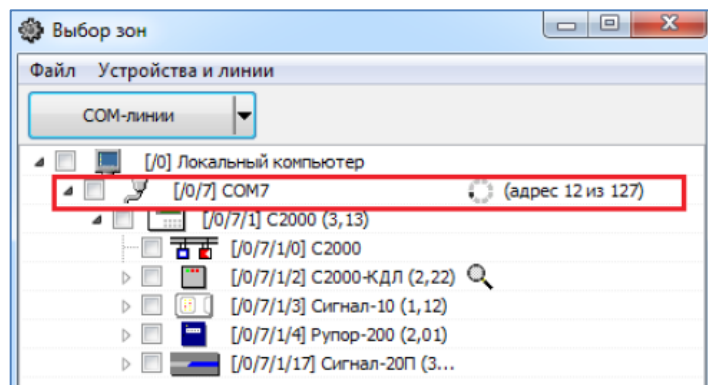 Выбор зон
Файл Устройства и линии
COM-линии
[/0] Локальный компьютер
[/0/7] COM7 (адрес 12 из 127)
[/0/7/1] С2000 (3,13)
[/0/7/1/0] С2000
[/0/7/1/2] С2000-КДЛ (2,22)
[/0/7/1/3] Сигнал-10 (1,12)
[/0/7/1/4] Рупор-200 (2,01)
[/0/7/1/17] Сигнал-20П (3...